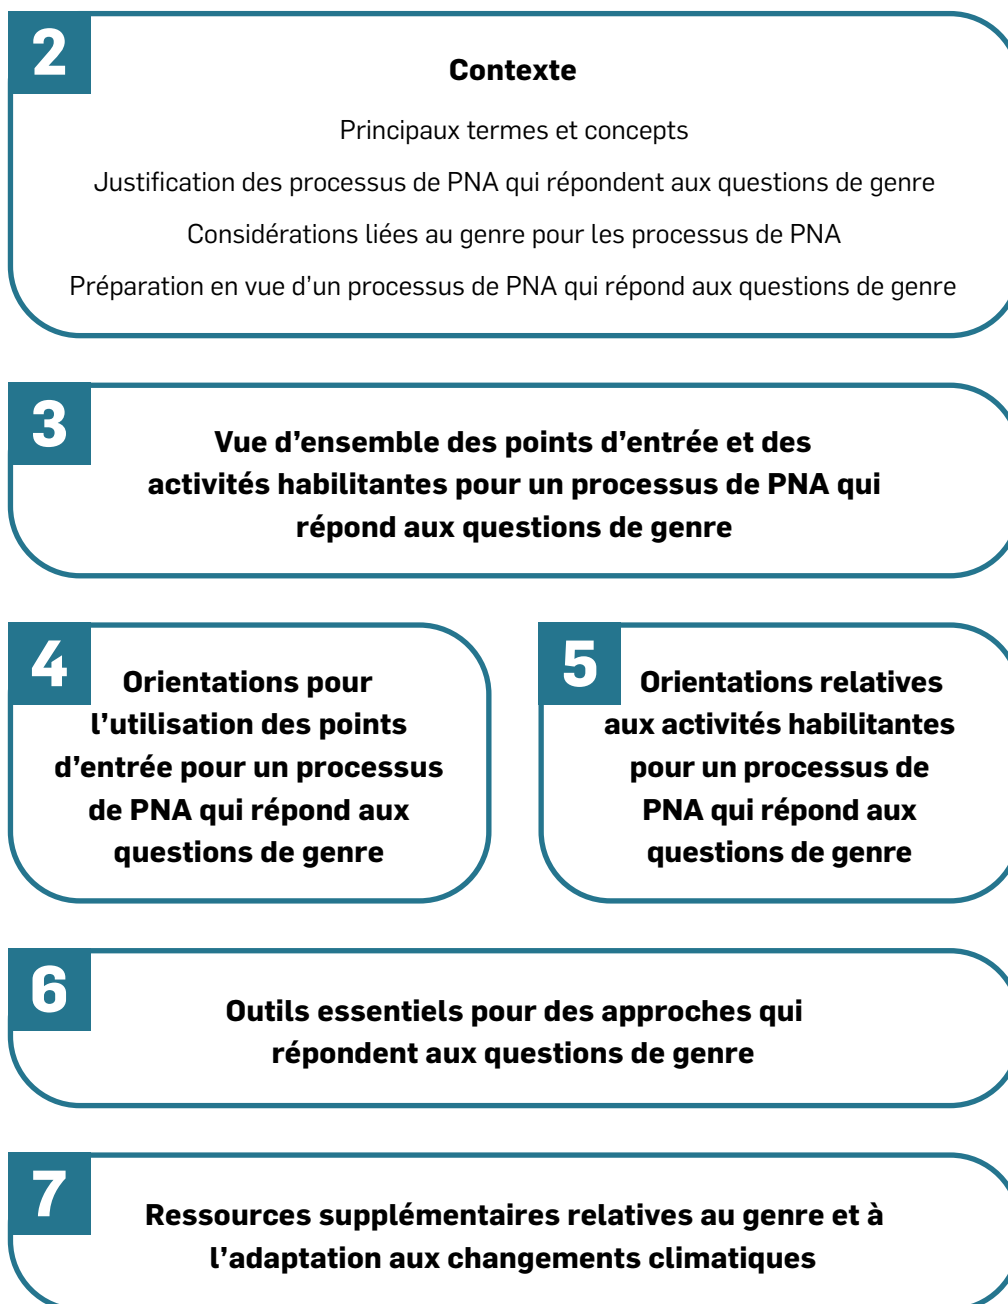 2
Contexte
Principaux termes et concepts
Justification des processus de PNA qui répondent aux questions de genre
Considérations liées au genre pour les processus de PNA
Préparation en vue d’un processus de PNA qui répond aux questions de genre
3
Vue d’ensemble des points d’entrée et des
activités habilitantes pour un processus de PNA qui
répond aux questions de genre
4
Orientations pour
l’utilisation des points
d’entrée pour un processus
de PNA qui répond aux
questions de genre
5
Orientations relatives
aux activités habilitantes
pour un processus de
PNA qui répond aux
questions de genre
6
Outils essentiels pour des approches qui
répondent aux questions de genre
7
Ressources supplémentaires relatives au genre et à
l’adaptation aux changements climatiques